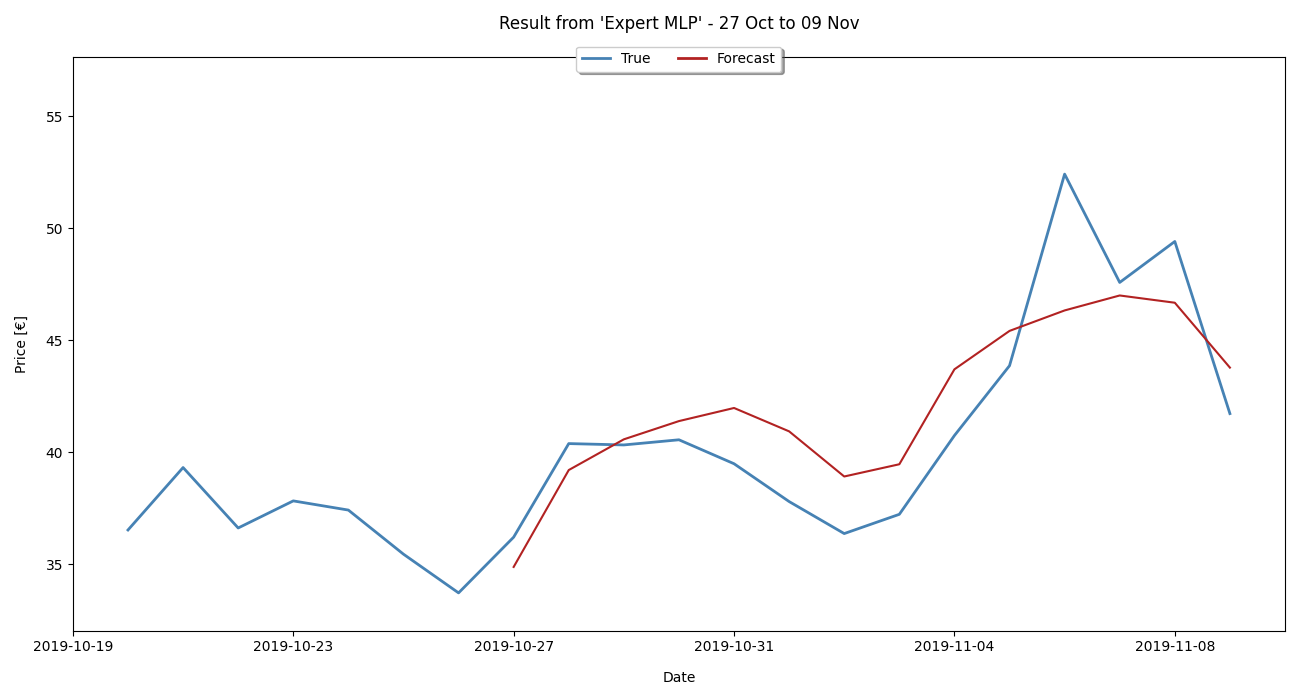 Result from 'Expert MLP' - 27 Oct to 09 Nov
True Forecast
55
50
45
40
35
Price [€]
2019-10-19 2019-10-23 2019-10-27 2019-10-31 2019-11-04 2019-11-08
Date